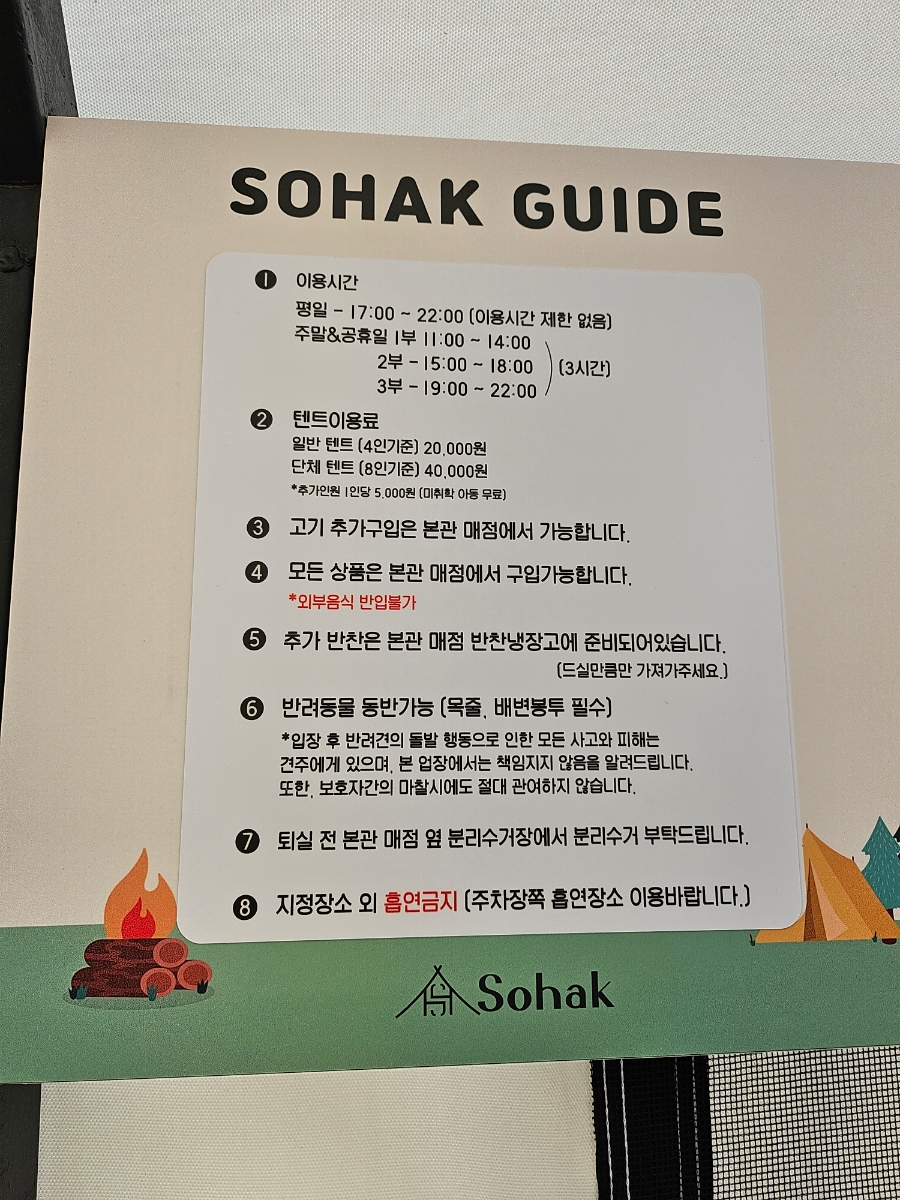 SOHAK GUIDE
❶ 이용시간
평일 - 17:00 ~ 22:00 (이용시간 제한 없음)
주말&공휴일 1부 11:00 ~ 14:00
2부 - 15:00 ~ 18:00 (3시간)
3부 - 19:00 ~ 22:00
❷ 텐트이용료
일반 텐트 (4인기준) 20,000원
단체 텐트 (8인기준) 40,000원
*추가인원 1인당 5,000원 (미취학 아동 무료)
❸ 고기 추가구입은 본관 매점에서 가능합니다.
❹ 모든 상품은 본관 매점에서 구입가능합니다.
*외부음식 반입불가
❺ 추가 반찬은 본관 매점 반찬냉장고에 준비되어있습니다.
(드실만큼만 가져가주세요.)
❻ 반려동물 동반가능 (목줄, 배변봉투 필수)
*입장 후 반려견의 돌발 행동으로 인한 모든 사고와 피해는
견주에게 있으며, 본 업장에서는 책임지지 않음을 알려드립니다.
또한, 보호자간의 마찰시에도 절대 관여하지 않습니다.
❼ 퇴실 전 본관 매점 옆 분리수거장에서 분리수거 부탁드립니다.
❽ 지정장소 외 흡연금지 (주차장쪽 흡연장소 이용바랍니다.)
Sohak